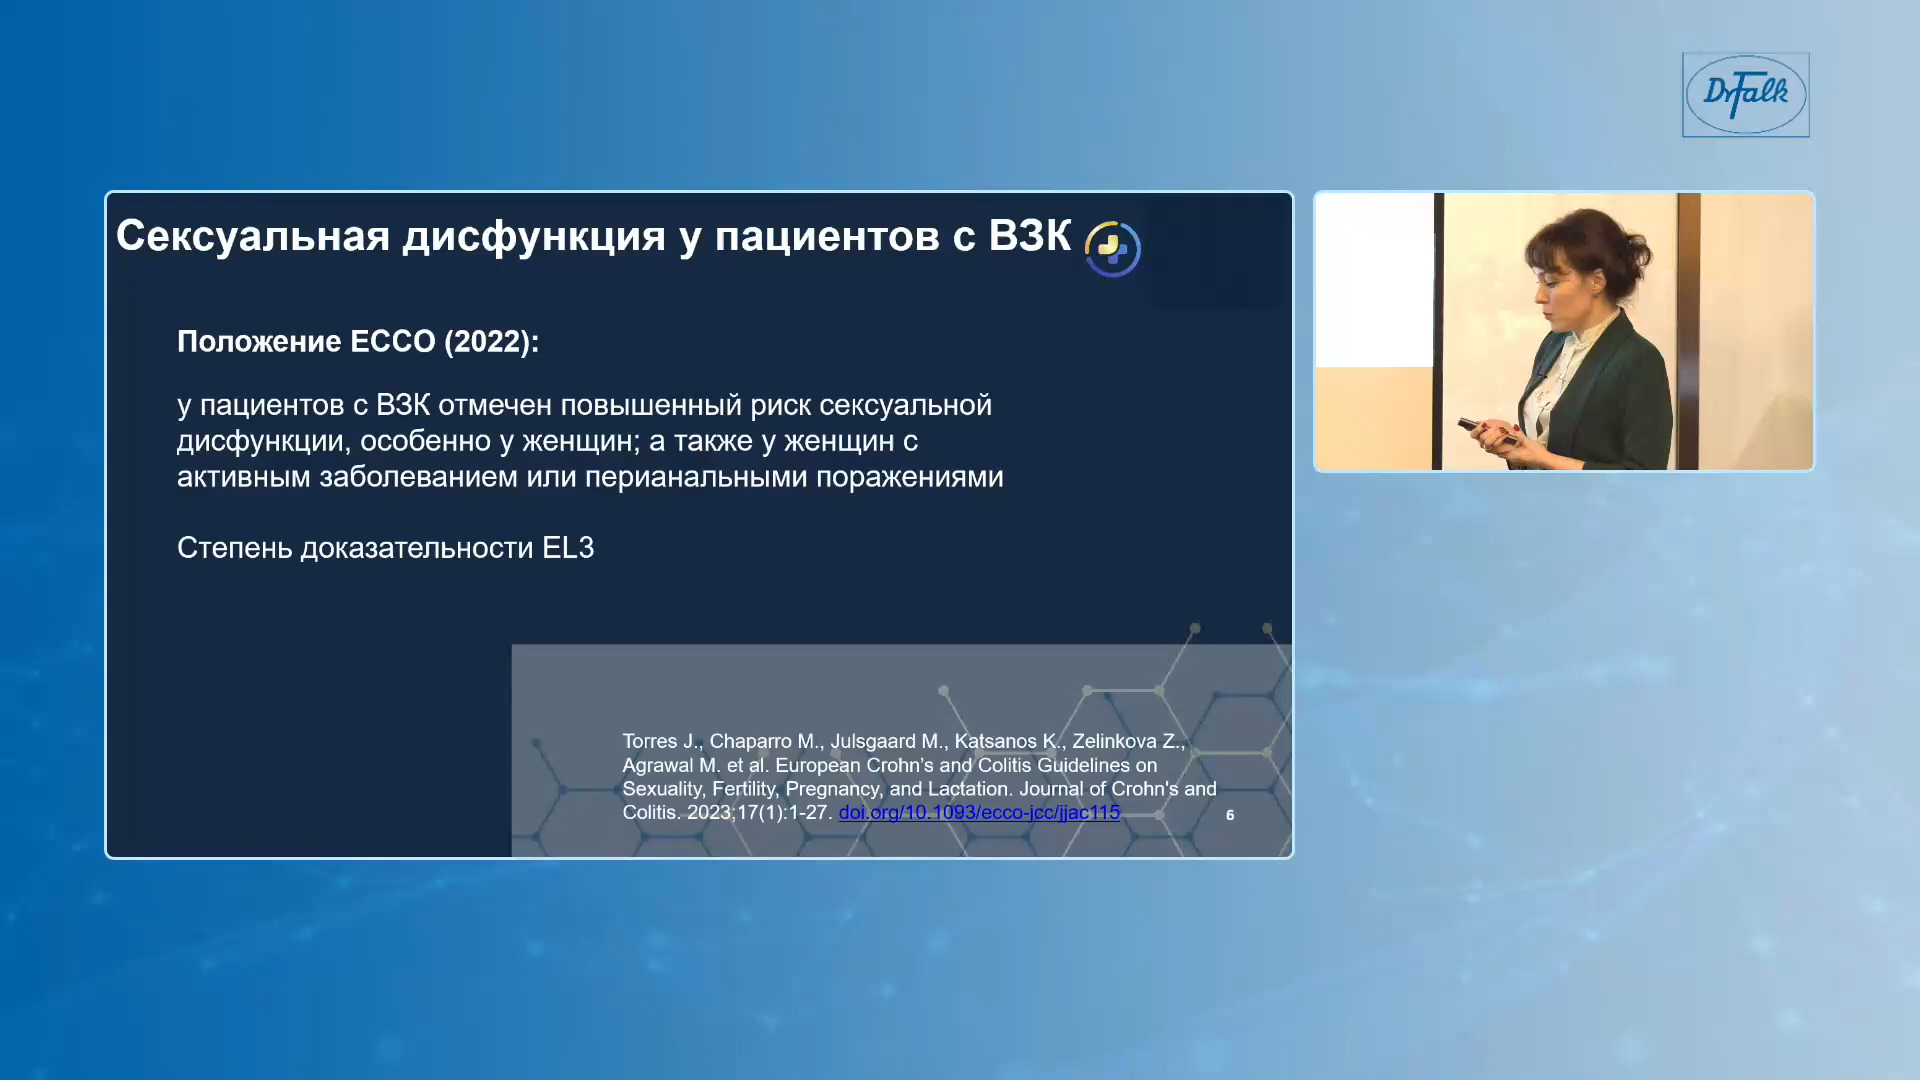 Dr Falk
Сексуальная дисфункция у пациентов с ВЗК
Положение ECCO (2022):
у пациентов с ВЗК отмечен повышенный риск сексуальной
дисфункции, особенно у женщин; а также у женщин с
активным заболеванием или перианальными поражениями
Степень доказательности EL3
Torres J., Chaparro M., Julsgaard M., Katsanos K., Zelinkova Z.,
Agrawal M. et al. European Crohn’s and Colitis Guidelines on
Sexuality, Fertility, Pregnancy, and Lactation. Journal of Crohn's and
Colitis. 2023;17(1):1-27. doi.org/10.1093/ecco-jcc/jjac115
6